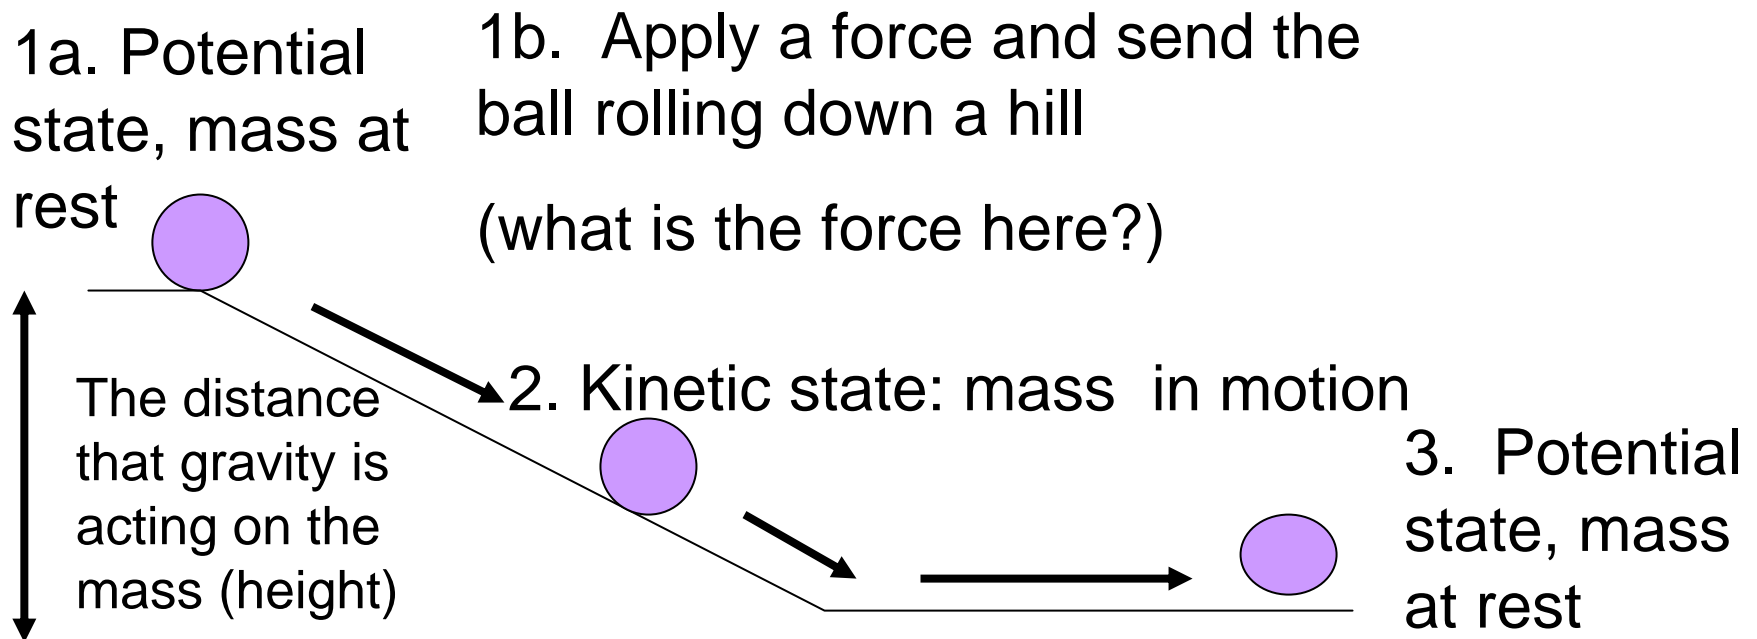 1a. Potential
state, mass at
rest
1b. Apply a force and send the
ball rolling down a hill
(what is the force here?)
The distance
that gravity is
acting on the
mass (height)
2. Kinetic state: mass in motion
3. Potential
state, mass
at rest